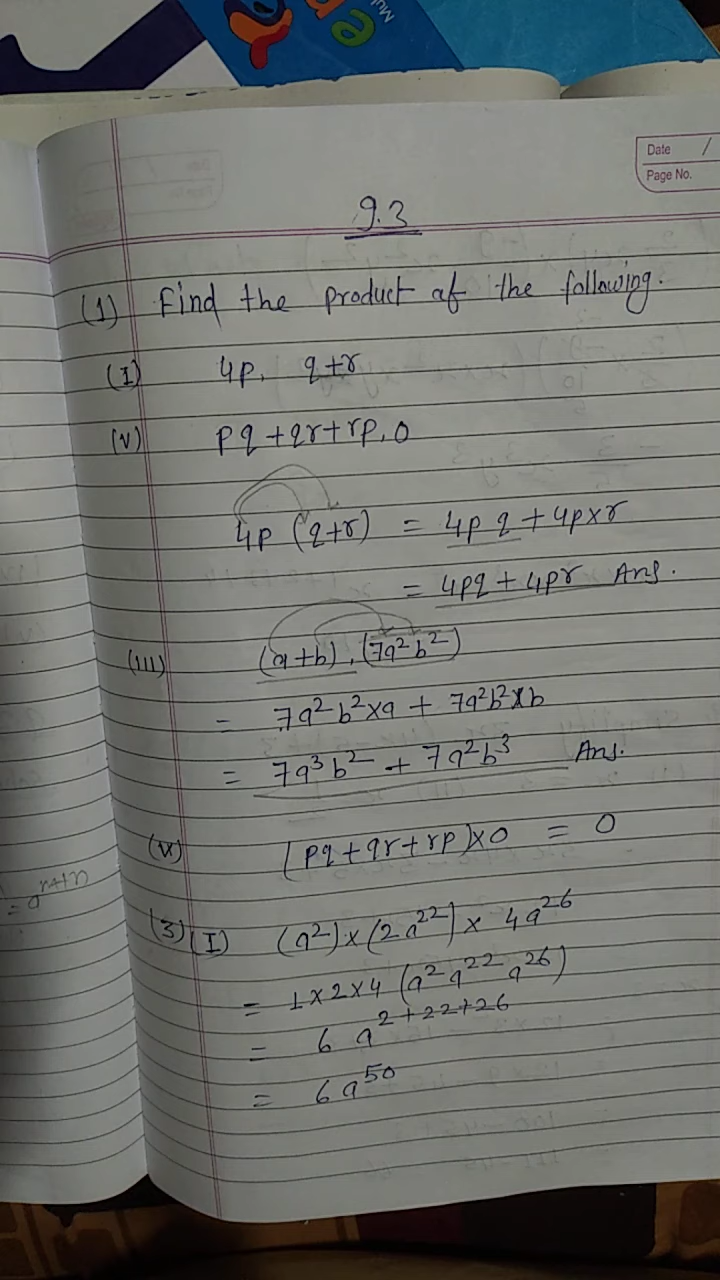 Date /
Page No.
9.3
(1) Find the product of the following.
(I) 4p, q+r
(V) pq+qr+rp, 0
4p (q+r) = 4pq + 4p×r
= 4pq + 4pr Ans.
(III) (a+b), (7a²b²)
= 7a²b²×a + 7a²b²×b
= 7a³b² + 7a²b³ Ans.
(V) (pq+qr+rp)×0 = 0
(3) (I) (a²)×(2a²²) × 4a²⁶
= 1×2×4 (a² a²² a²⁶)
= 6 a²⁺²²⁺²⁶
= 6a⁵⁰